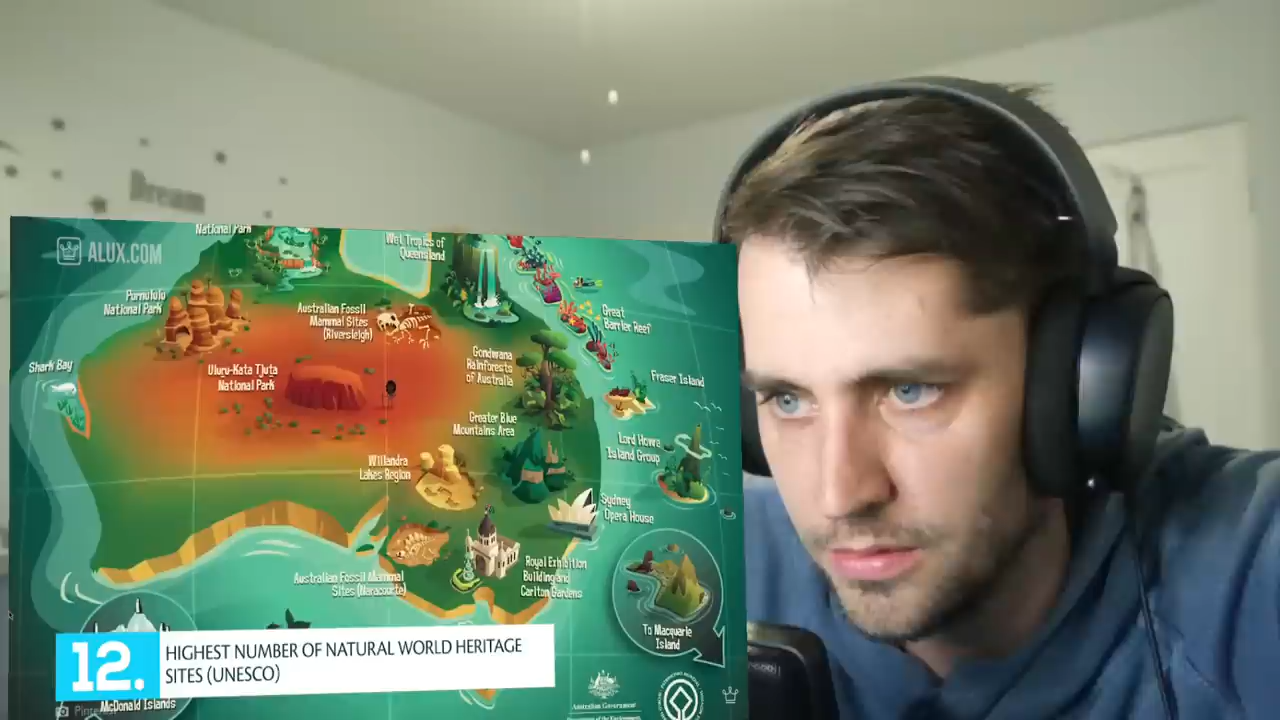 Dream
ALUX.COM
National Park
Wet Tropics of
Queensland
Purnululu
National Park
Australian Fossil
Mammal Sites
(Riversleigh)
Great
Barrier Reef
Shark Bay
Uluru-Kata Tjuta
National Park
Gondwana
Rainforests
of Australia
Fraser Island
Greater Blue
Mountains Area
Lord Howe
Island Group
Willandra
Lakes Region
Sydney
Opera House
Royal Exhibition
Building and
Carlton Gardens
Australian Fossil Mammal
Sites (Naracoorte)
To Macquarie
Island
12.
HIGHEST NUMBER OF NATURAL WORLD HERITAGE
SITES (UNESCO)
McDonald Islands
Australian Government